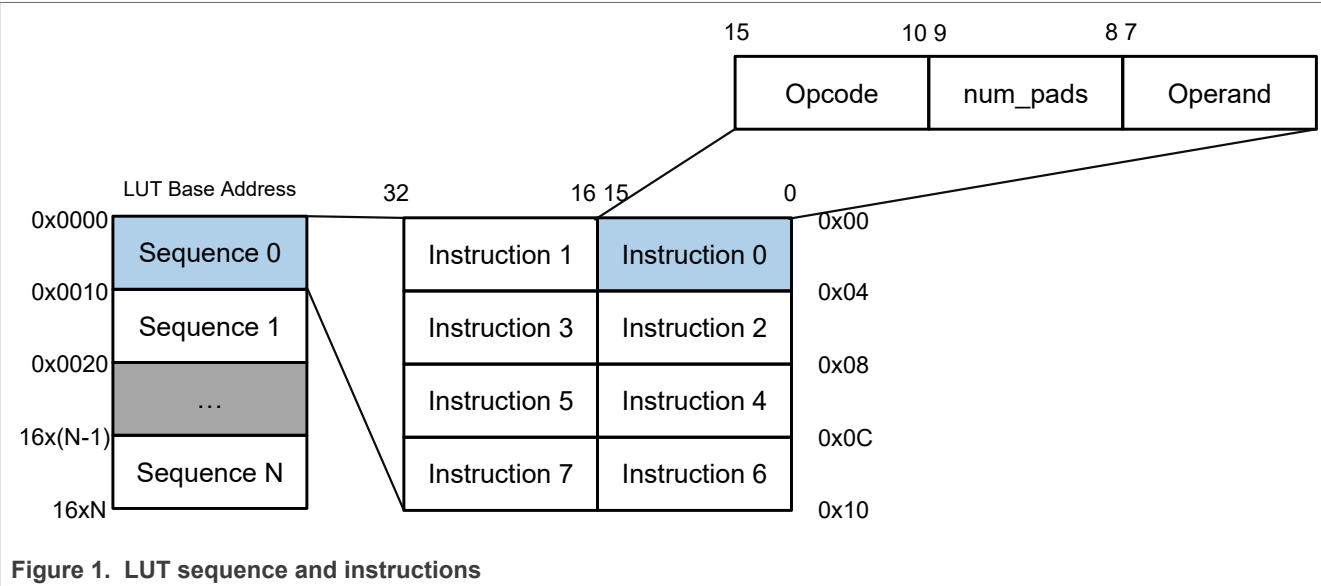 15 10 9 8 7
Opcode num_pads Operand
LUT Base Address 32 16 15 0
0x0000 0x00
Sequence 0 Instruction 1 Instruction 0
0x0010 0x04
Sequence 1 Instruction 3 Instruction 2
0x0020 0x08
... Instruction 5 Instruction 4
16x(N-1) 0x0C
Sequence N Instruction 7 Instruction 6
16xN 0x10
Figure 1. LUT sequence and instructions